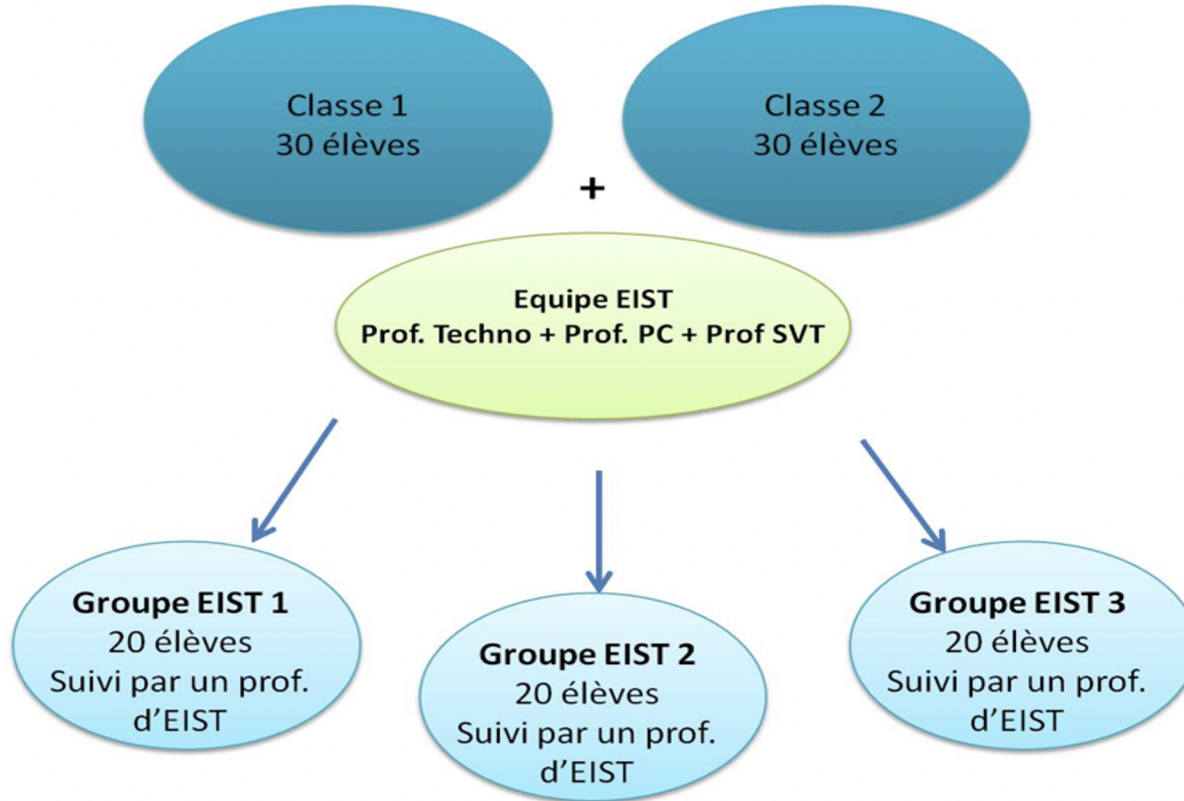 Classe 1
30 élèves
Classe 2
30 élèves
+
Equipe EIST
Prof. Techno + Prof. PC + Prof SVT
Groupe EIST 1
20 élèves
Suivi par un prof.
d’EIST
Groupe EIST 2
20 élèves
Suivi par un prof.
d’EIST
Groupe EIST 3
20 élèves
Suivi par un prof.
d’EIST